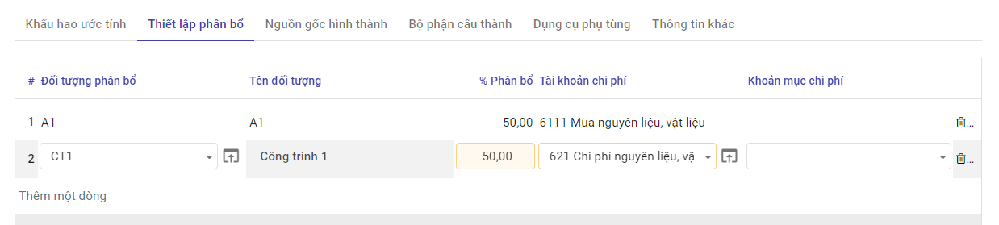 Khấu hao ước tính Thiết lập phân bổ Nguồn gốc hình thành Bộ phận cấu thành Dụng cụ phụ tùng Thông tin khác
# Đối tượng phân bổ Tên đối tượng % Phân bổ Tài khoản chi phí Khoản mục chi phí
1 A1 A1 50,00 6111 Mua nguyên liệu, vật liệu ...
2 CT1 Công trình 1 50,00 621 Chi phí nguyên liệu, vậ ...
Thêm một dòng